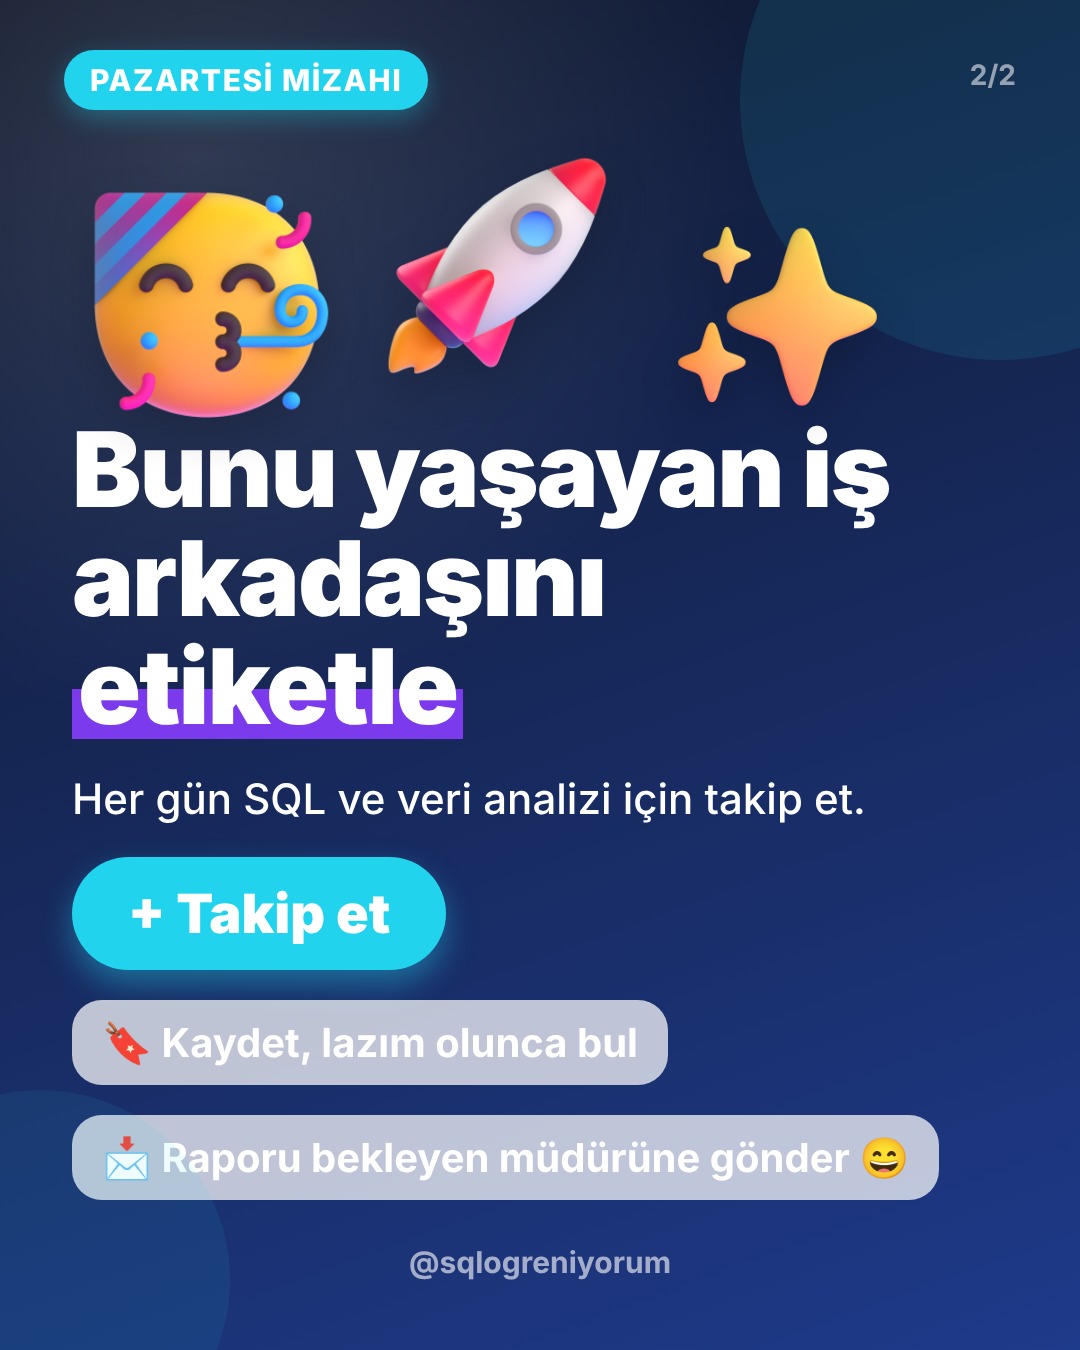 PAZARTESİ MİZAHI
2/2
Bunu yaşayan iş
arkadaşını
etiketle
Her gün SQL ve veri analizi için takip et.
+ Takip et
🔖 Kaydet, lazım olunca bul
📩 Raporu bekleyen müdürüne gönder 😄
@sqlogreniyorum